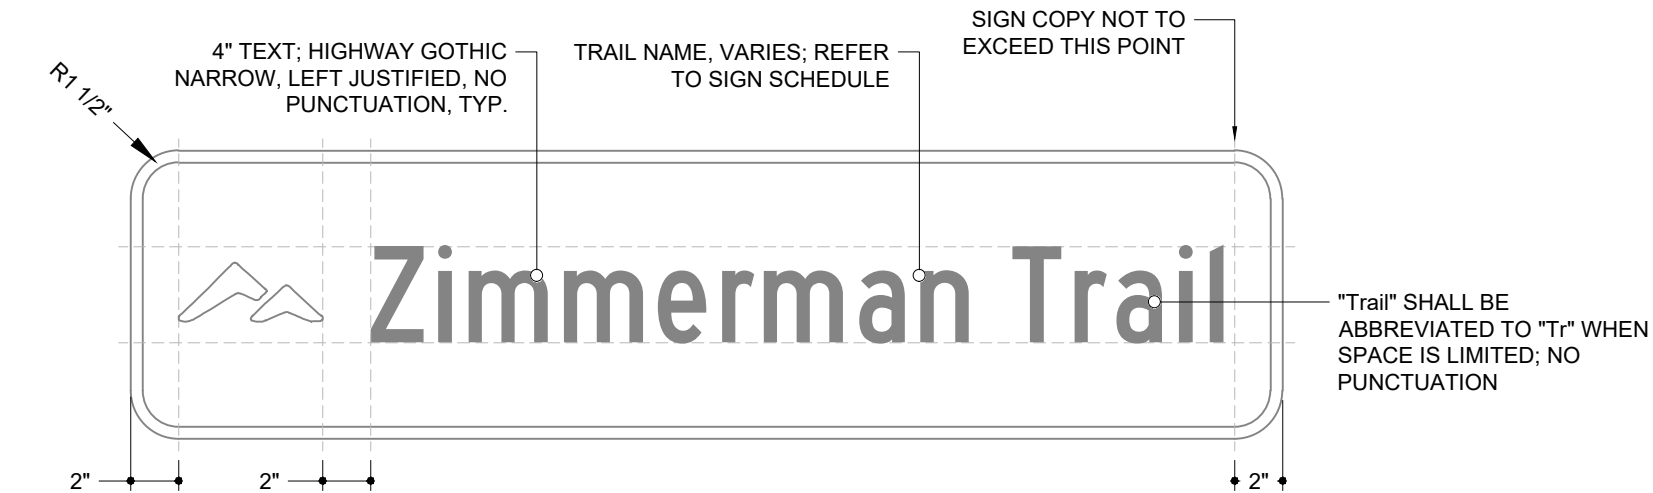 SIGN COPY NOT TO
EXCEED THIS POINT
4" TEXT; HIGHWAY GOTHIC
NARROW, LEFT JUSTIFIED, NO
PUNCTUATION, TYP.
TRAIL NAME, VARIES; REFER
TO SIGN SCHEDULE
R1 1/2"
Zimmerman Trail
"Trail" SHALL BE
ABBREVIATED TO "Tr" WHEN
SPACE IS LIMITED; NO
PUNCTUATION
2"
2"
2"